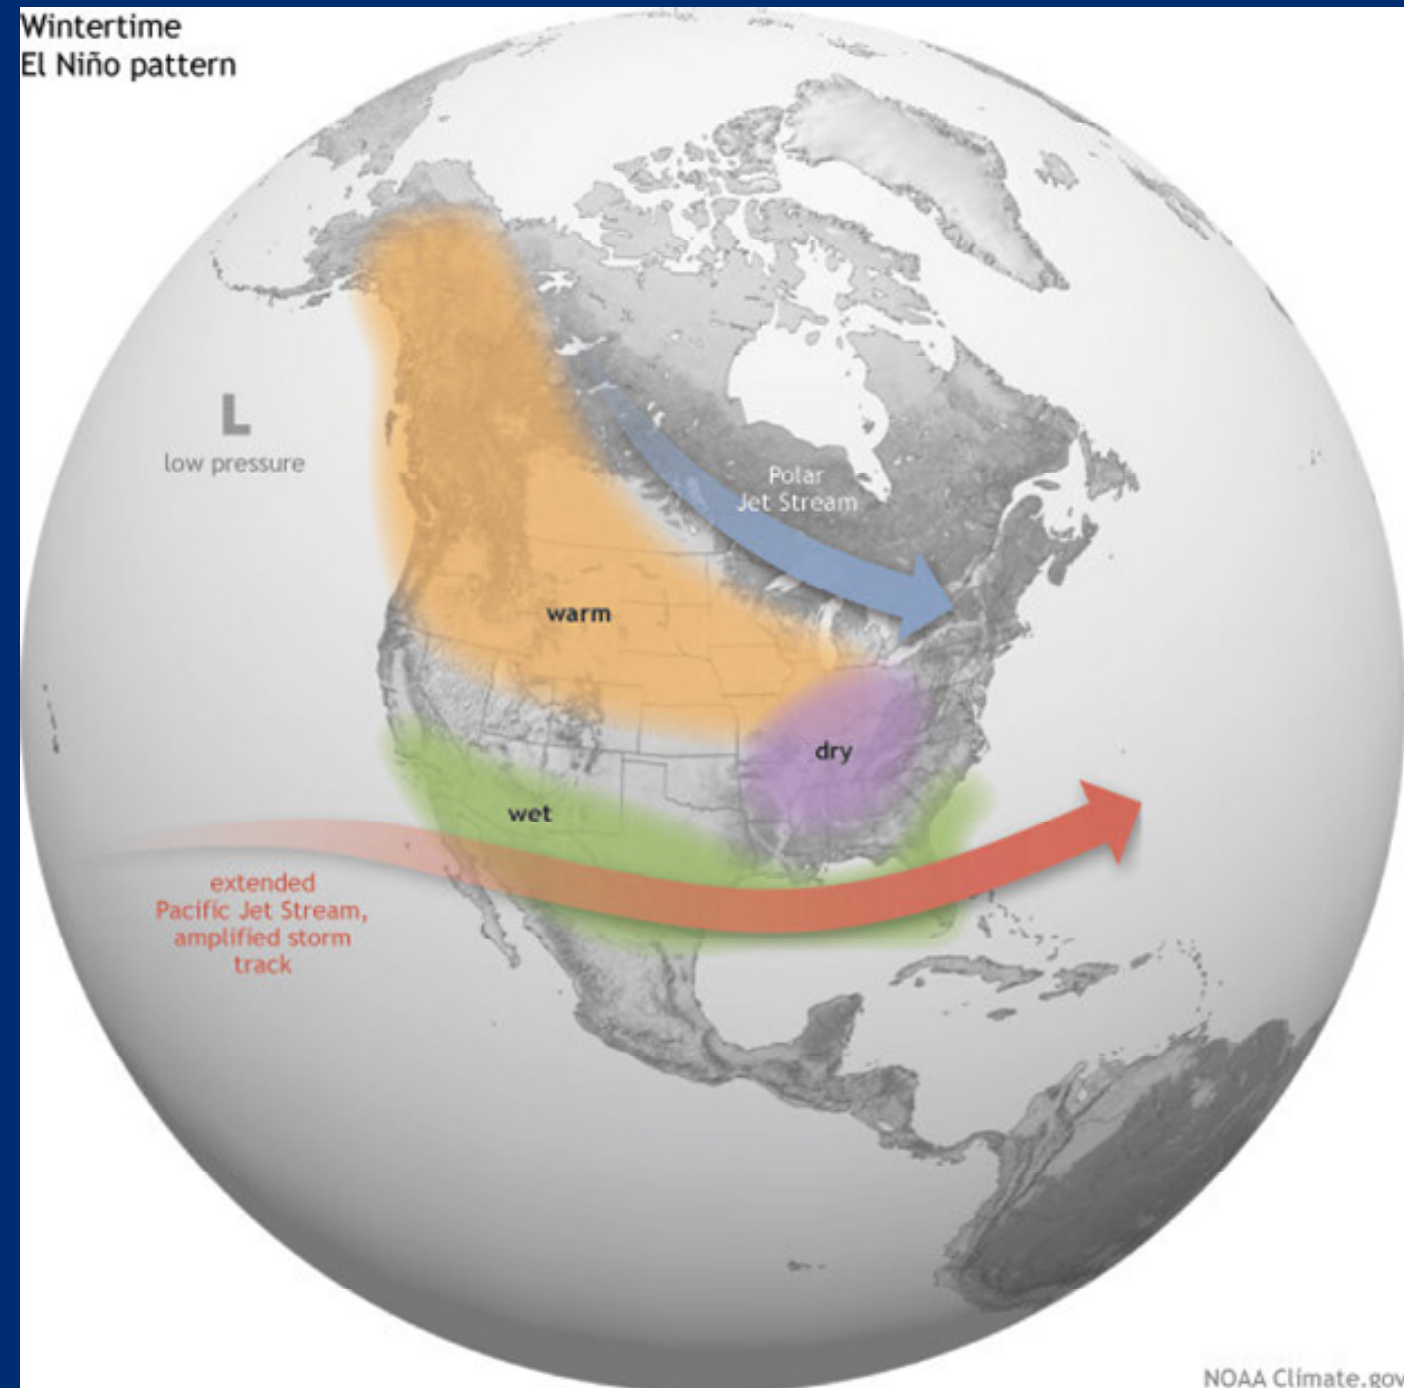 Wintertime
El Niño pattern
L
low pressure
Polar
Jet Stream
warm
dry
wet
extended
Pacific Jet Stream,
amplified storm
track
NOAA Climate.gov